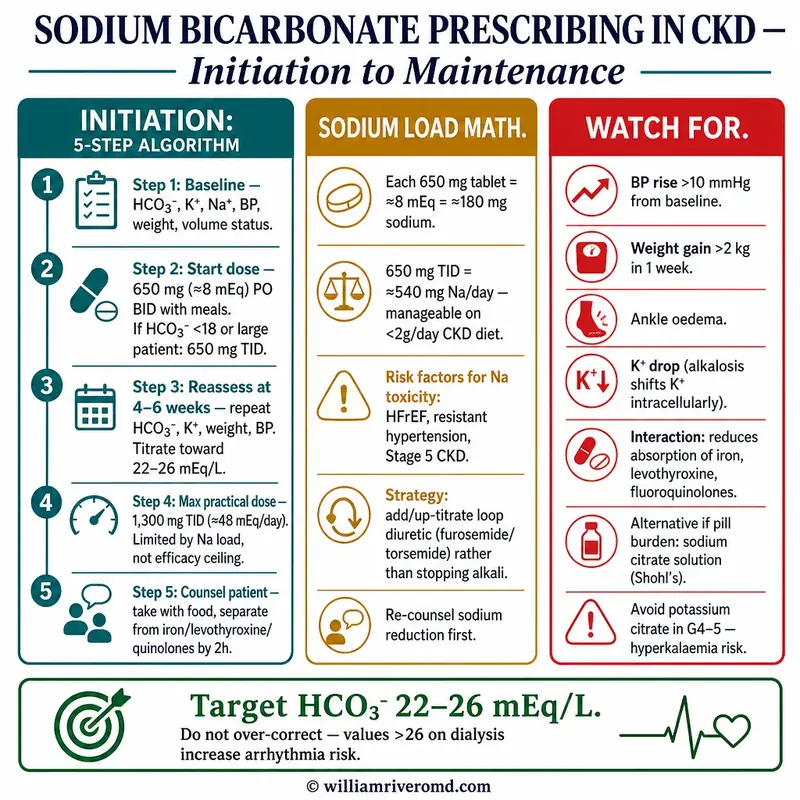 SODIUM BICARBONATE PRESCRIBING IN CKD –
Initiation to Maintenance
INITIATION:
5-STEP ALGORITHM
1
Step 1: Baseline –
HCO₃⁻, K⁺, Na⁺, BP,
weight, volume status.
2
Step 2: Start dose –
650 mg (≈8 mEq) PO
BID with meals.
If HCO₃⁻ <18 or large
patient: 650 mg TID.
3
Step 3: Reassess at
4–6 weeks – repeat
HCO₃⁻, K⁺, weight, BP.
Titrate toward
22–26 mEq/L.
4
Step 4: Max practical dose –
1,300 mg TID (≈48 mEq/day).
Limited by Na load,
not efficacy ceiling.
5
Step 5: Counsel patient –
take with food, separate
from iron/levothyroxine/
quinolones by 2h.
SODIUM LOAD MATH.
Each 650 mg tablet =
≈8 mEq = ≈180 mg
sodium.
650 mg TID =
≈540 mg Na/day –
manageable on
<2g/day CKD diet.
Risk factors for Na
toxicity:
HFrEF, resistant
hypertension,
Stage 5 CKD.
Strategy:
add/up-titrate loop
diuretic (furosemide/
torsemide) rather
than stopping alkali.
Re-counsel sodium
reduction first.
WATCH FOR.
BP rise >10 mmHg
from baseline.
Weight gain >2 kg
in 1 week.
Ankle oedema.
K⁺↓
K⁺ drop (alkalosis
shifts K⁺
intracellularly).
Interaction: reduces
absorption of iron,
levothyroxine,
fluoroquinolones.
Alternative if pill
burden: sodium
citrate solution
(Shohl's).
Avoid potassium
citrate in G4–5 –
hyperkalaemia risk.
Target HCO₃⁻ 22–26 mEq/L.
Do not over-correct – values >26 on dialysis
increase arrhythmia risk.
© williamriveromd.com